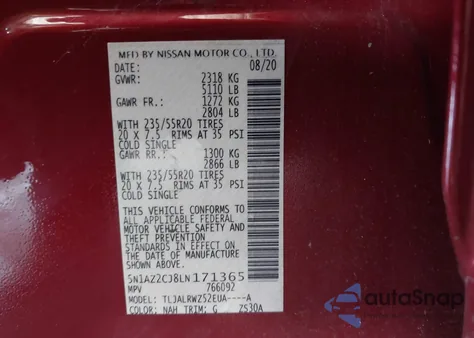 MFD BY NISSAN MOTOR CO., LTD.
DATE: 08/20
GVWR: 2318 KG
5110 LB
GAWR FR.: 1272 KG
2804 LB
WITH 235/55R20 TIRES
20 X 7.5 RIMS AT 35 PSI
COLD SINGLE
GAWR RR.: 1300 KG
2866 LB
WITH 235/55R20 TIRES
20 X 7.5 RIMS AT 35 PSI
COLD SINGLE
THIS VEHICLE CONFORMS TO
ALL APPLICABLE FEDERAL
MOTOR VEHICLE SAFETY AND
THEFT PREVENTION
STANDARDS IN EFFECT ON
THE DATE OF MANUFACTURE
SHOWN ABOVE.
5N1AZ2CJ8LN171365
MPV 766092
MODEL: TLJALRWZ52EUA----A
COLOR: NAH TRIM: G ZS30A
autoSnap